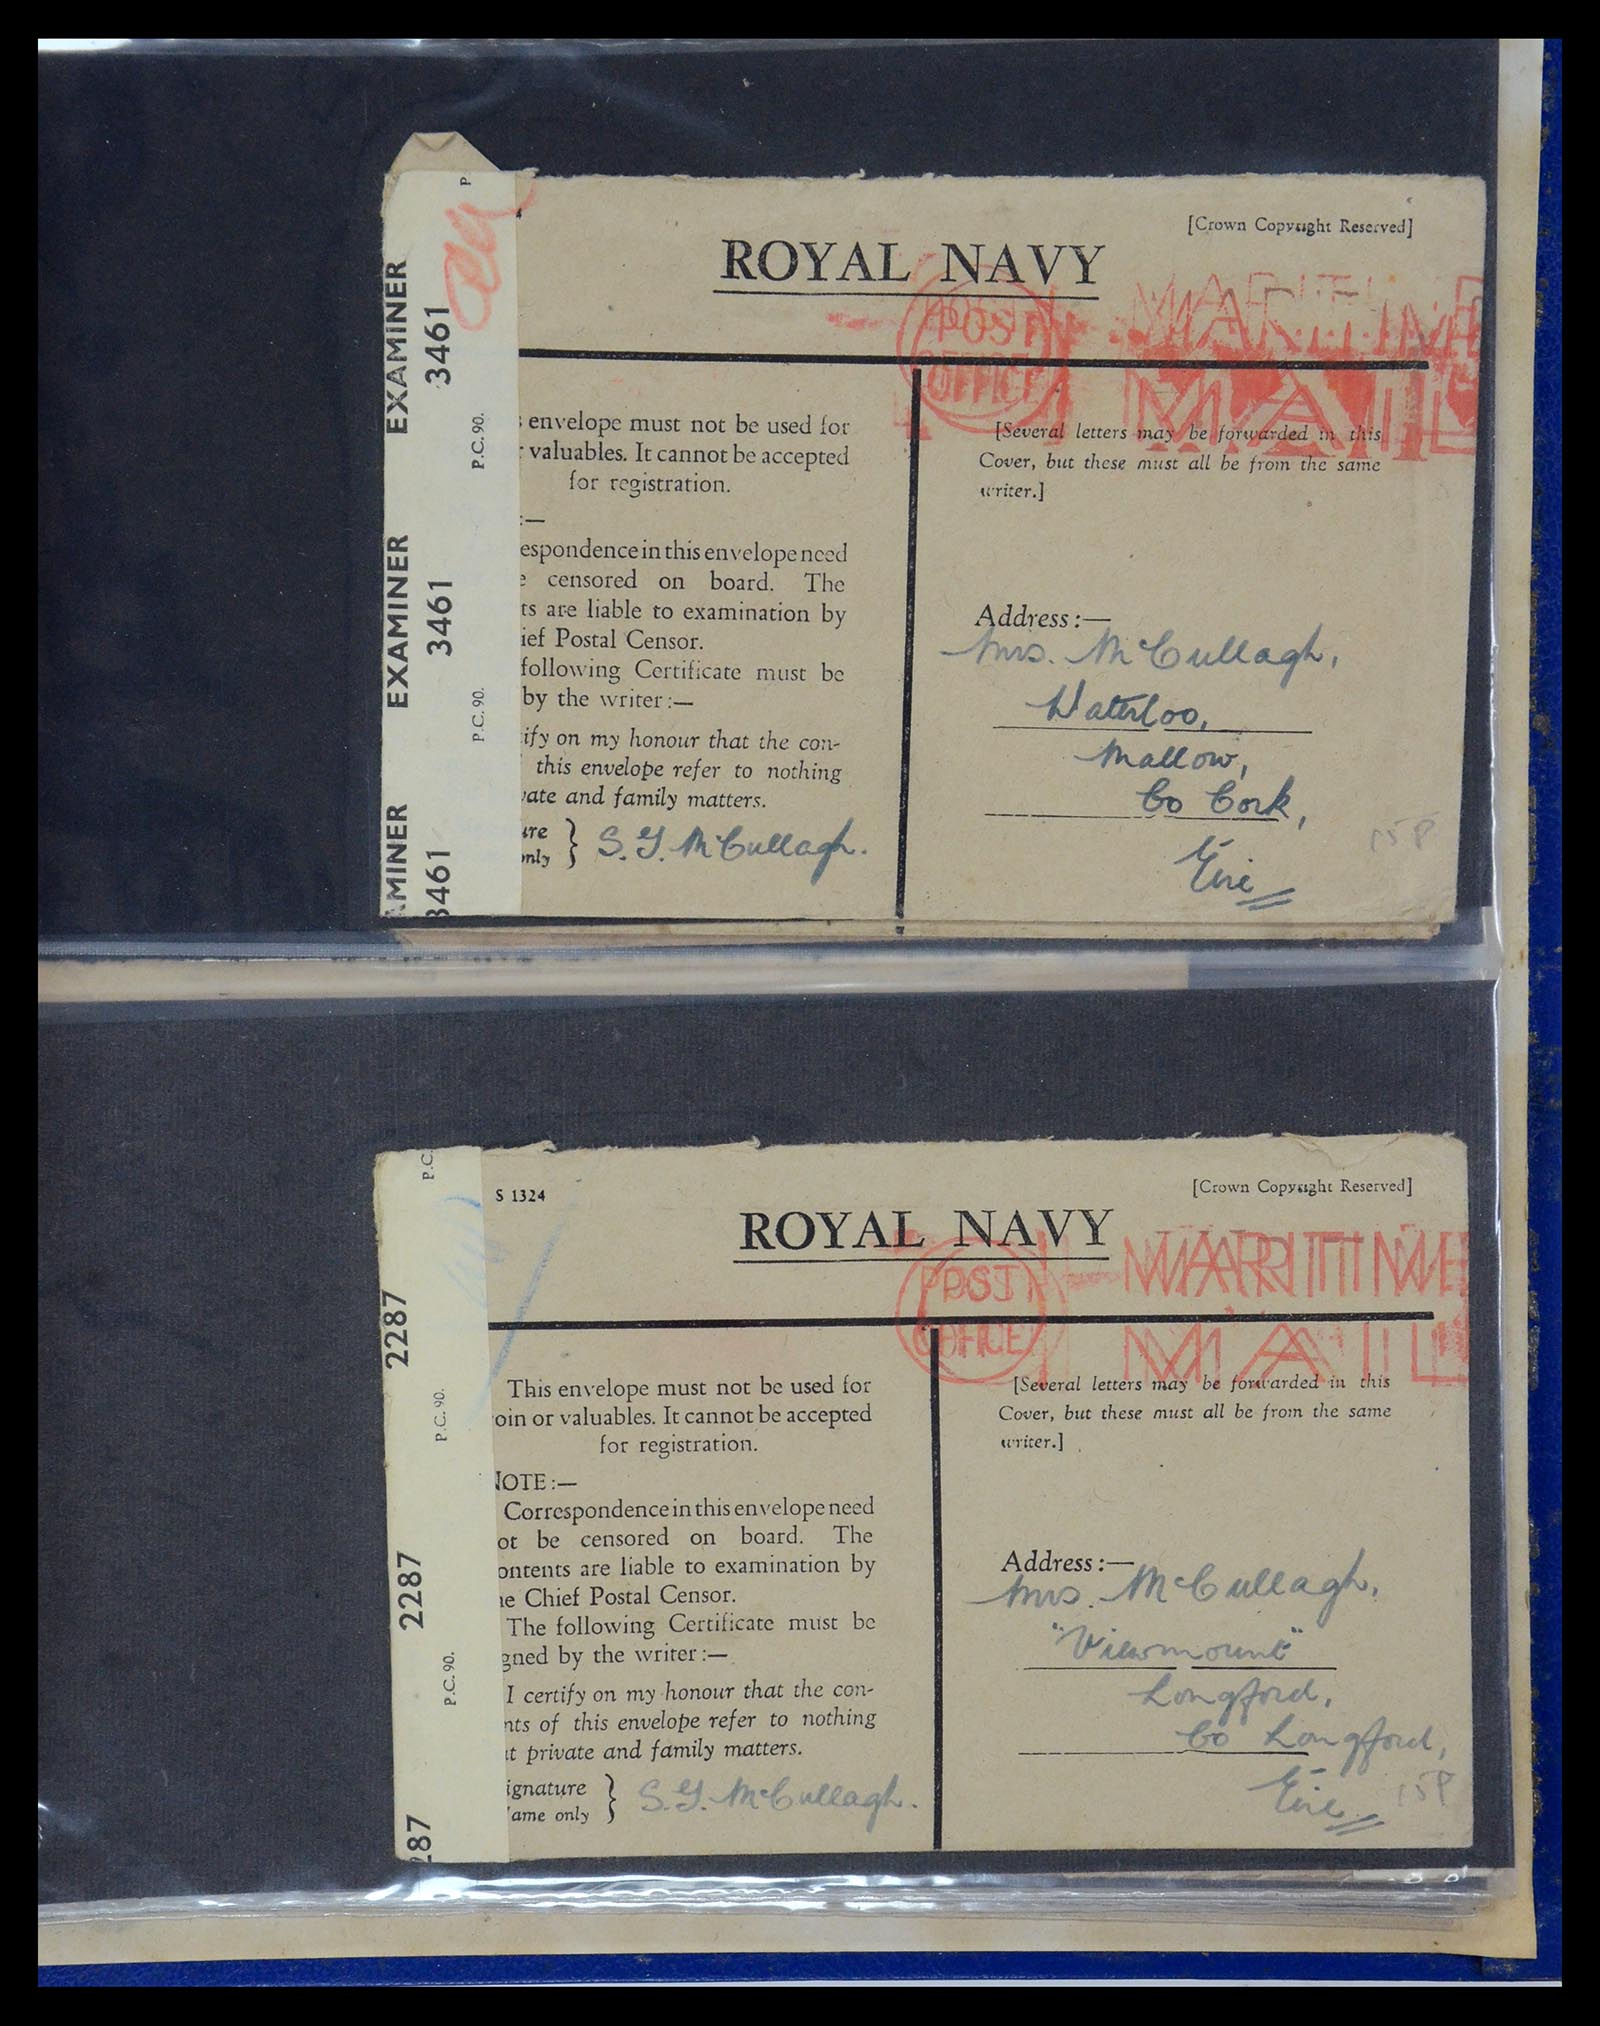 P
EXAMINER
3461
P.C. 90.
EXAMINER
3461
P.C. 90.
AMINER
3461
4
[Crown Copyright Reserved]
ROYAL NAVY
POST
OFFICE
MARITIME
MAIL
envelope must not be used for
valuables. It cannot be accepted
for registration.
:—
espondence in this envelope need
e censored on board. The
ts are liable to examination by
ief Postal Censor.
following Certificate must be
by the writer :—
ify on my honour that the con-
this envelope refer to nothing
vate and family matters.
ure
only } S. G. McCullagh.
[Several letters may be forwarded in this
Cover, but these must all be from the same
writer.]
Address :—
Mrs. McCullagh,
Waterloo,
Mallow,
Co Cork,
Eire
15P
P.C.
2287
P.C. 90.
2287
P.C. 90.
287
S 1324
[Crown Copyright Reserved]
ROYAL NAVY
POST
OFFICE
MARITIME
MAIL
This envelope must not be used for
oin or valuables. It cannot be accepted
for registration.
NOTE :—
Correspondence in this envelope need
ot be censored on board. The
ontents are liable to examination by
he Chief Postal Censor.
The following Certificate must be
gned by the writer :—
I certify on my honour that the con-
nts of this envelope refer to nothing
ut private and family matters.
ignature
ame only } S. G. McCullagh.
[Several letters may be forwarded in this
Cover, but these must all be from the same
writer.]
Address :—
Mrs. McCullagh,
"Viewmount"
Longford,
Co Longford,
Eire
15P